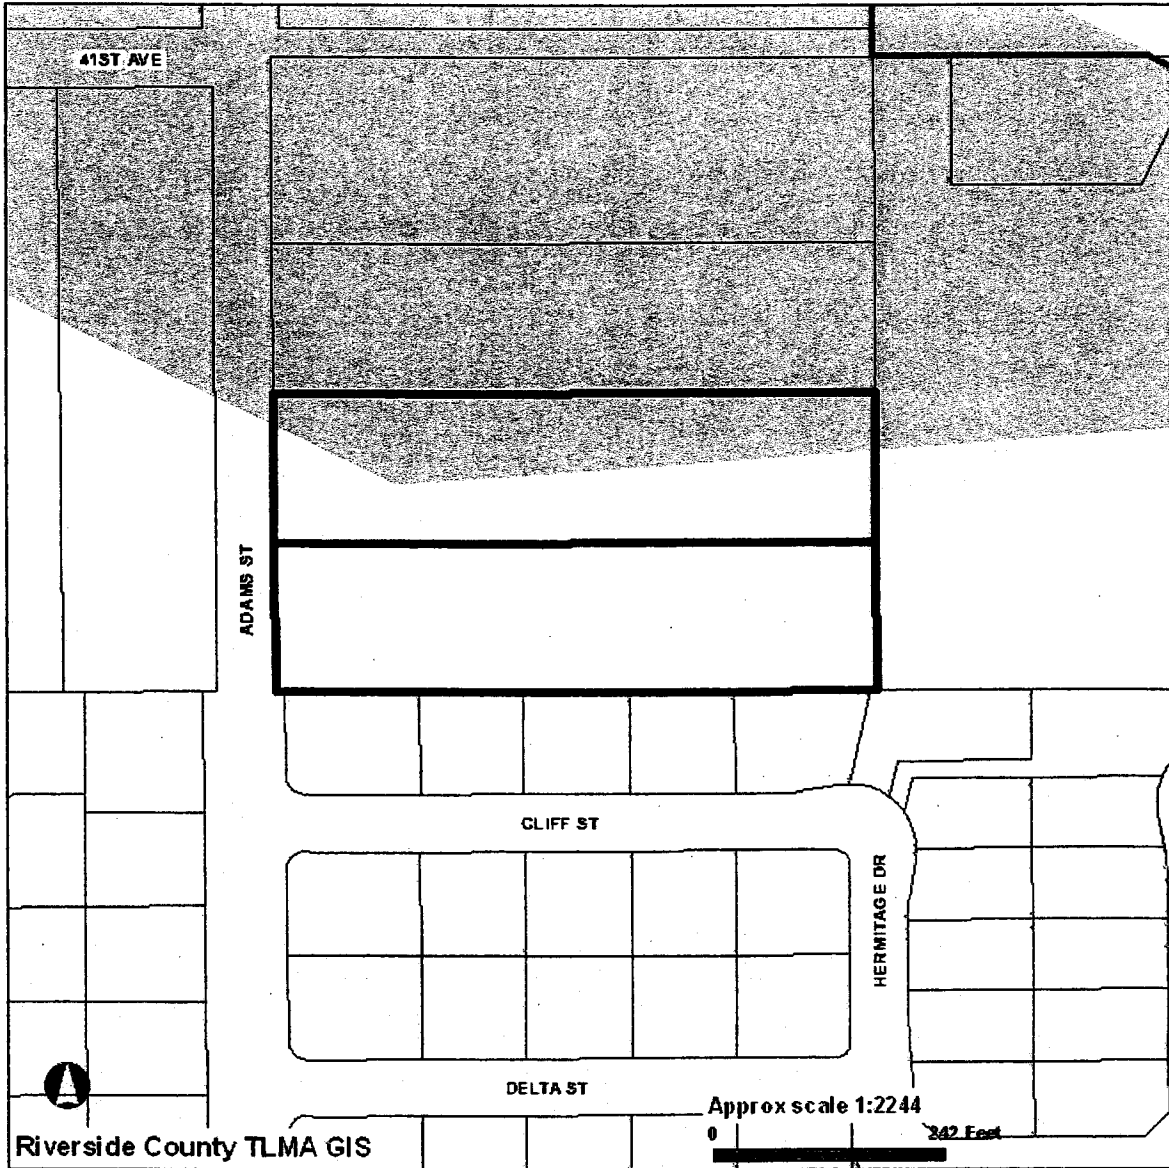 41ST AVE
ADAMS ST
CLIFF ST
HERMITAGE DR
DELTA ST
Approx scale 1:2244
0 242 Feet
Riverside County TLMA GIS